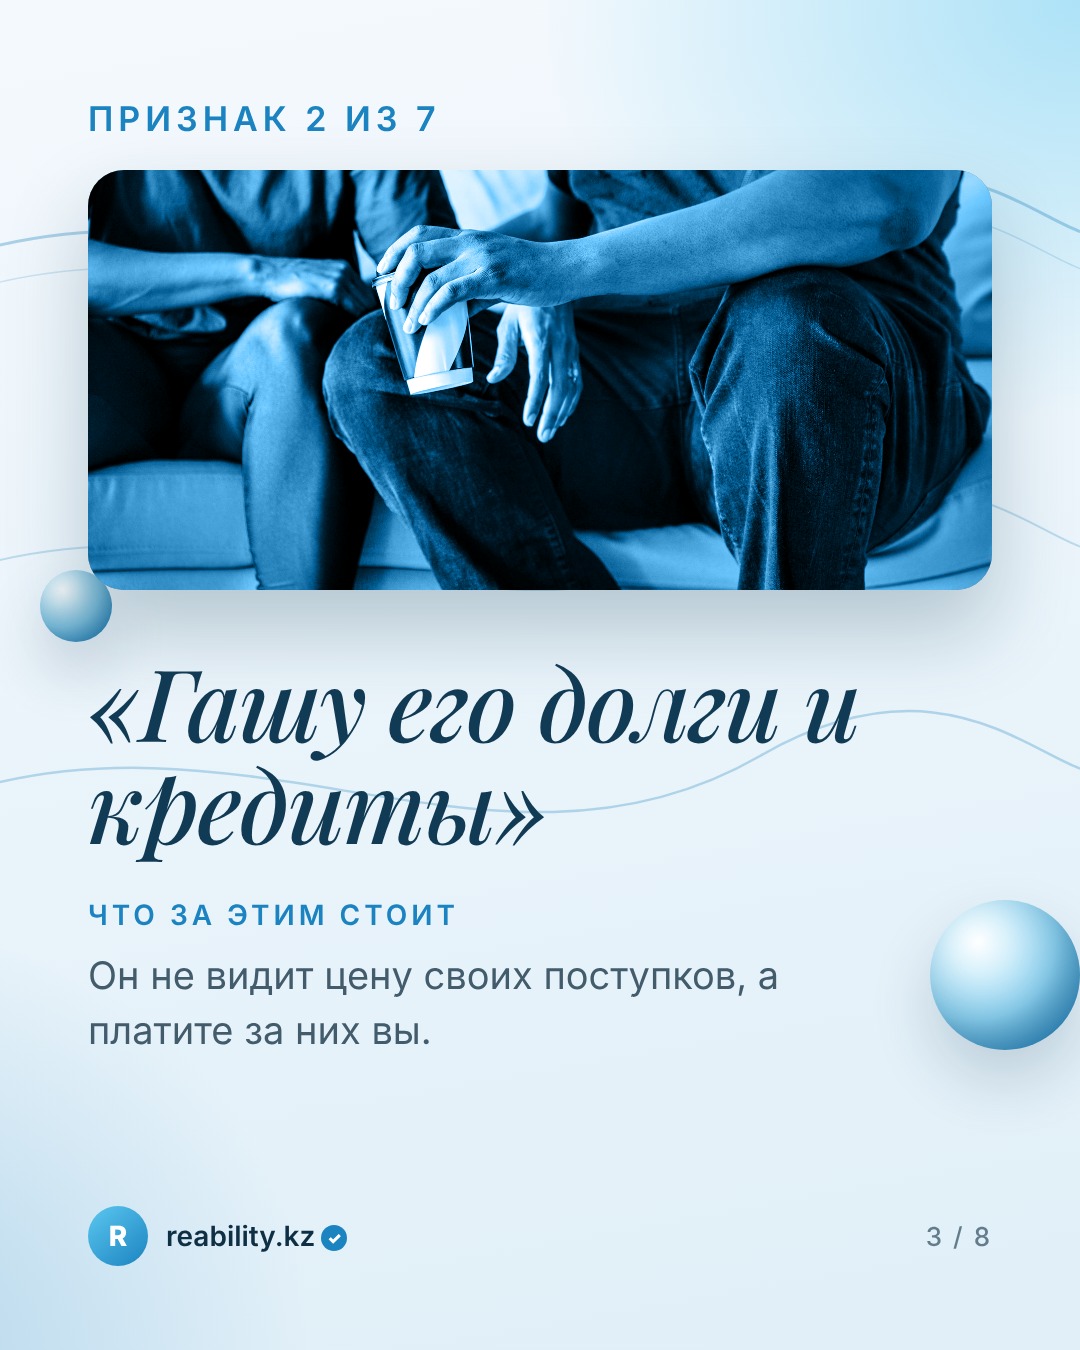 ПРИЗНАК 2 ИЗ 7
«Гашу его долги и
кредиты»
ЧТО ЗА ЭТИМ СТОИТ
Он не видит цену своих поступков, а
платите за них вы.
R reability.kz
3 / 8